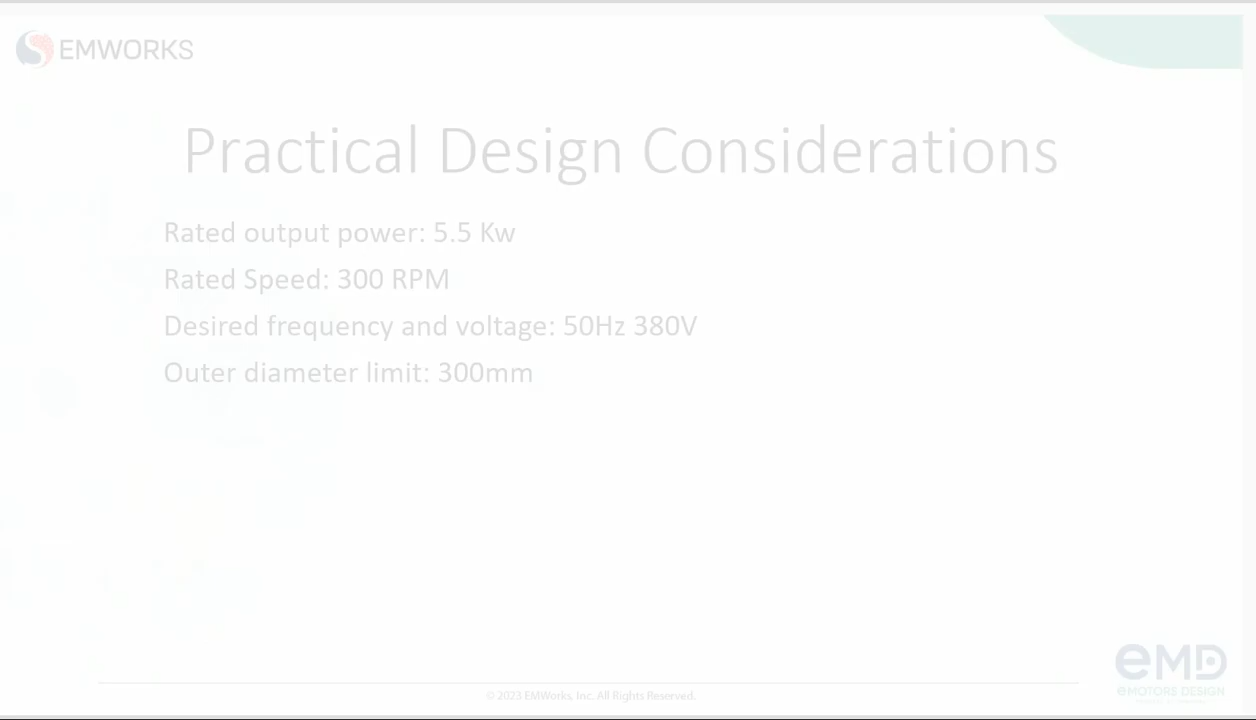 EMWORKS
Practical Design Considerations
Rated output power: 5.5 Kw
Rated Speed: 300 RPM
Desired frequency and voltage: 50Hz 380V
Outer diameter limit: 300mm
eMD
eMOTORS DESIGN
© 2023 EMWorks, Inc. All Rights Reserved.